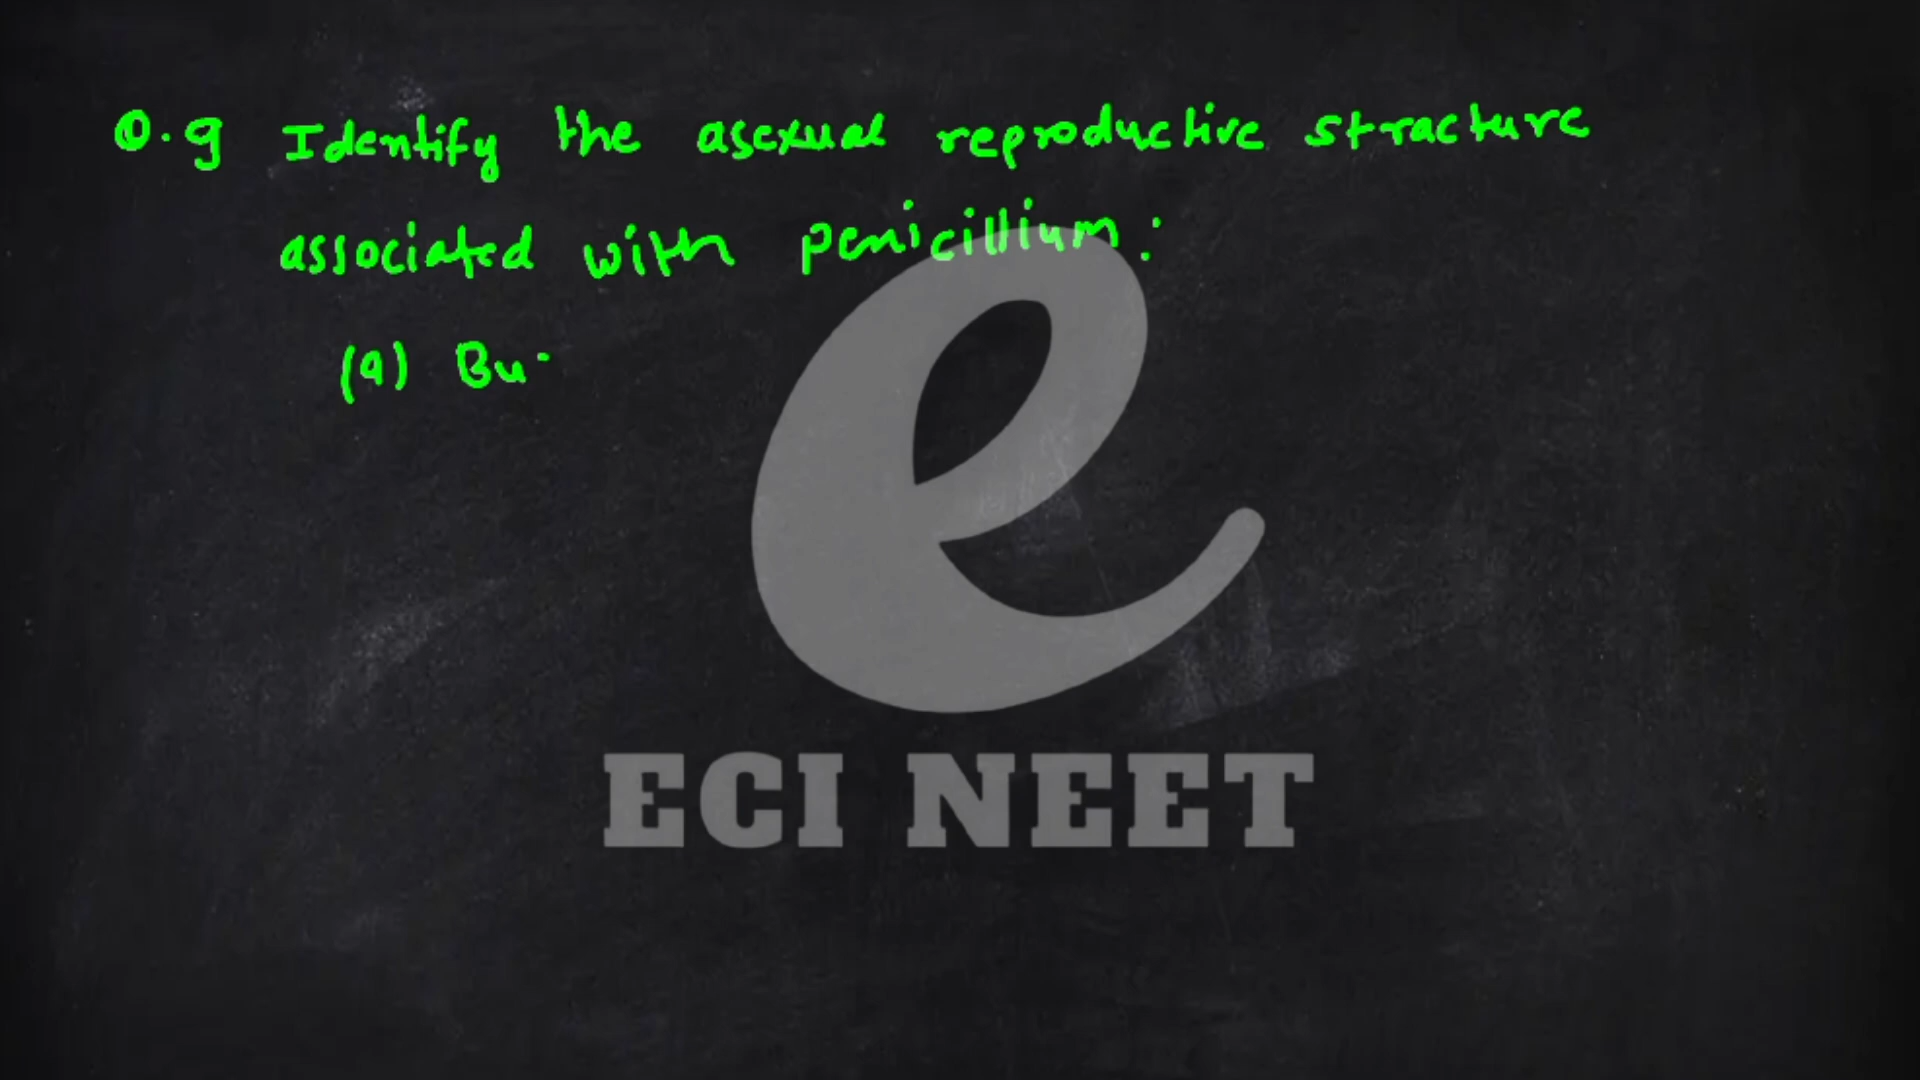 Q.9 Identify the asexual reproductive structure
associated with penicillium:
(a) Bu
ECI NEET